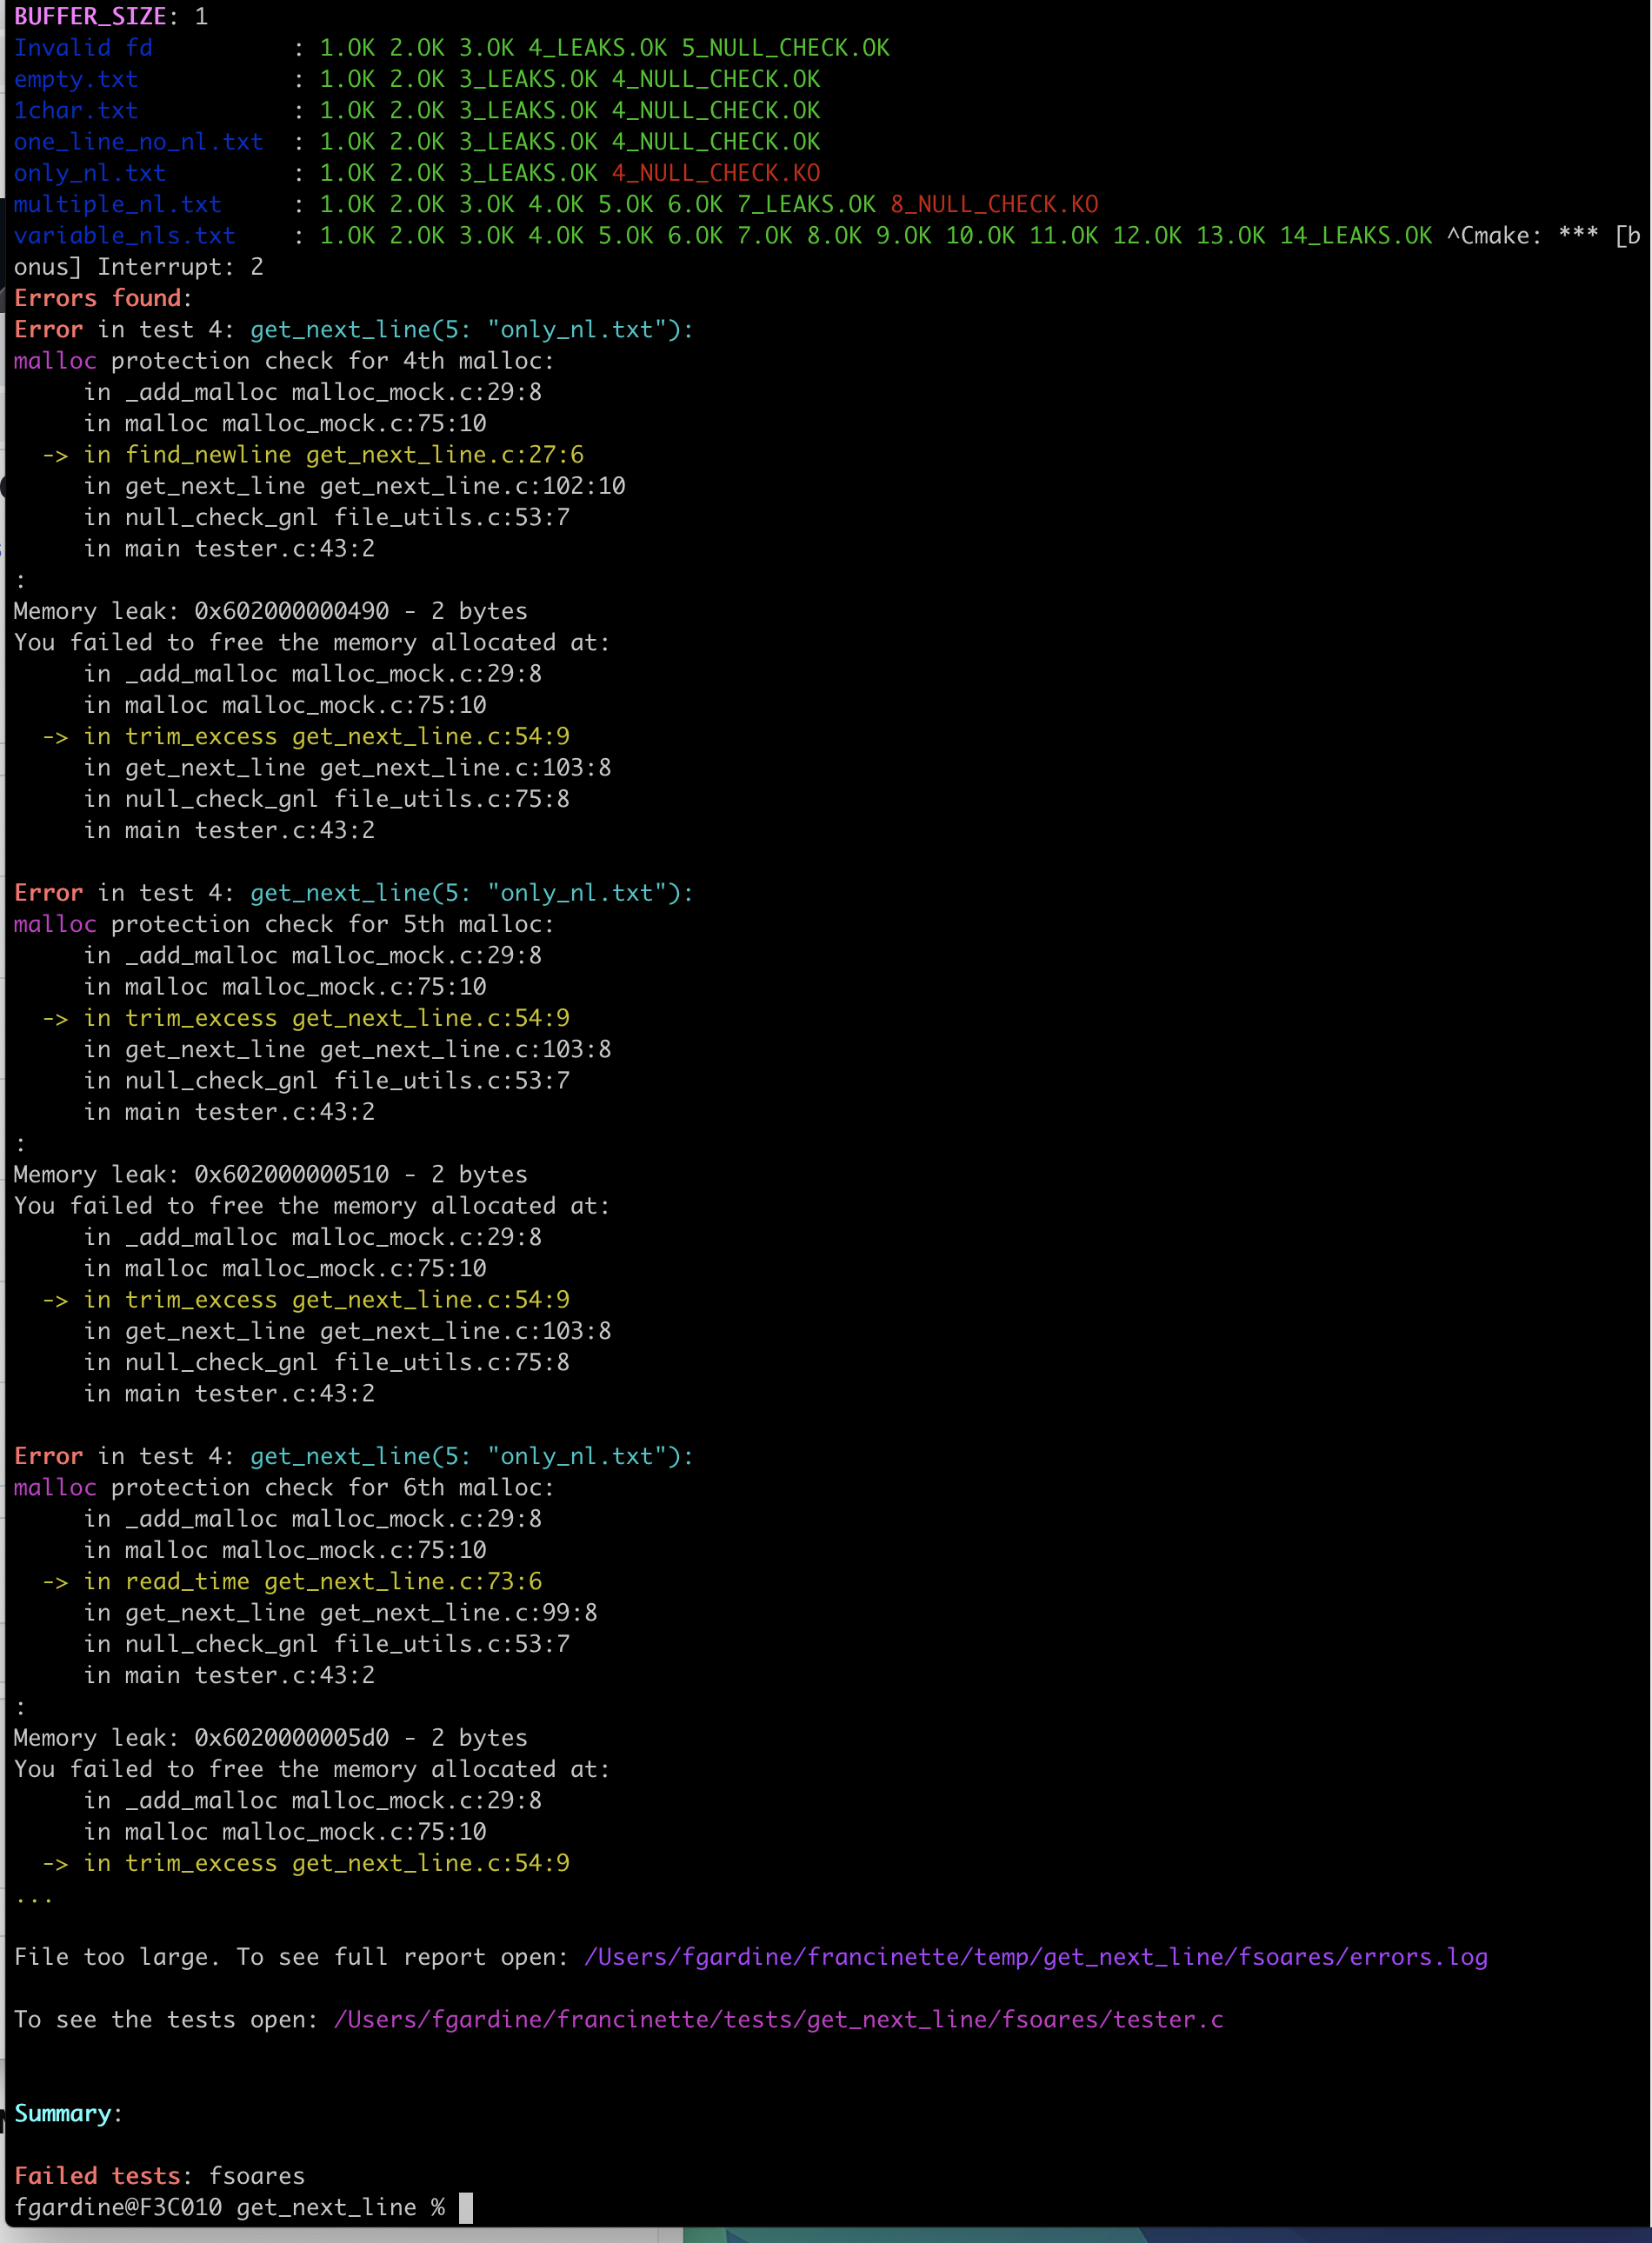 BUFFER_SIZE: 1
Invalid fd : 1.OK 2.OK 3.OK 4_LEAKS.OK 5_NULL_CHECK.OK
empty.txt : 1.OK 2.OK 3_LEAKS.OK 4_NULL_CHECK.OK
1char.txt : 1.OK 2.OK 3_LEAKS.OK 4_NULL_CHECK.OK
one_line_no_nl.txt : 1.OK 2.OK 3_LEAKS.OK 4_NULL_CHECK.OK
only_nl.txt : 1.OK 2.OK 3_LEAKS.OK 4_NULL_CHECK.KO
multiple_nl.txt : 1.OK 2.OK 3.OK 4.OK 5.OK 6.OK 7_LEAKS.OK 8_NULL_CHECK.KO
variable_nls.txt : 1.OK 2.OK 3.OK 4.OK 5.OK 6.OK 7.OK 8.OK 9.OK 10.OK 11.OK 12.OK 13.OK 14_LEAKS.OK ^Cmake: *** [b
onus] Interrupt: 2
Errors found:
Error in test 4: get_next_line(5: "only_nl.txt"):
malloc protection check for 4th malloc:
in _add_malloc malloc_mock.c:29:8
in malloc malloc_mock.c:75:10
-> in find_newline get_next_line.c:27:6
in get_next_line get_next_line.c:102:10
in null_check_gnl file_utils.c:53:7
in main tester.c:43:2
:
Memory leak: 0x602000000490 - 2 bytes
You failed to free the memory allocated at:
in _add_malloc malloc_mock.c:29:8
in malloc malloc_mock.c:75:10
-> in trim_excess get_next_line.c:54:9
in get_next_line get_next_line.c:103:8
in null_check_gnl file_utils.c:75:8
in main tester.c:43:2
Error in test 4: get_next_line(5: "only_nl.txt"):
malloc protection check for 5th malloc:
in _add_malloc malloc_mock.c:29:8
in malloc malloc_mock.c:75:10
-> in trim_excess get_next_line.c:54:9
in get_next_line get_next_line.c:103:8
in null_check_gnl file_utils.c:53:7
in main tester.c:43:2
:
Memory leak: 0x602000000510 - 2 bytes
You failed to free the memory allocated at:
in _add_malloc malloc_mock.c:29:8
in malloc malloc_mock.c:75:10
-> in trim_excess get_next_line.c:54:9
in get_next_line get_next_line.c:103:8
in null_check_gnl file_utils.c:75:8
in main tester.c:43:2
Error in test 4: get_next_line(5: "only_nl.txt"):
malloc protection check for 6th malloc:
in _add_malloc malloc_mock.c:29:8
in malloc malloc_mock.c:75:10
-> in read_time get_next_line.c:73:6
in get_next_line get_next_line.c:99:8
in null_check_gnl file_utils.c:53:7
in main tester.c:43:2
:
Memory leak: 0x6020000005d0 - 2 bytes
You failed to free the memory allocated at:
in _add_malloc malloc_mock.c:29:8
in malloc malloc_mock.c:75:10
-> in trim_excess get_next_line.c:54:9
...
File too large. To see full report open: /Users/fgardine/francinette/temp/get_next_line/fsoares/errors.log
To see the tests open: /Users/fgardine/francinette/tests/get_next_line/fsoares/tester.c
Summary:
Failed tests: fsoares
fgardine@F3C010 get_next_line %